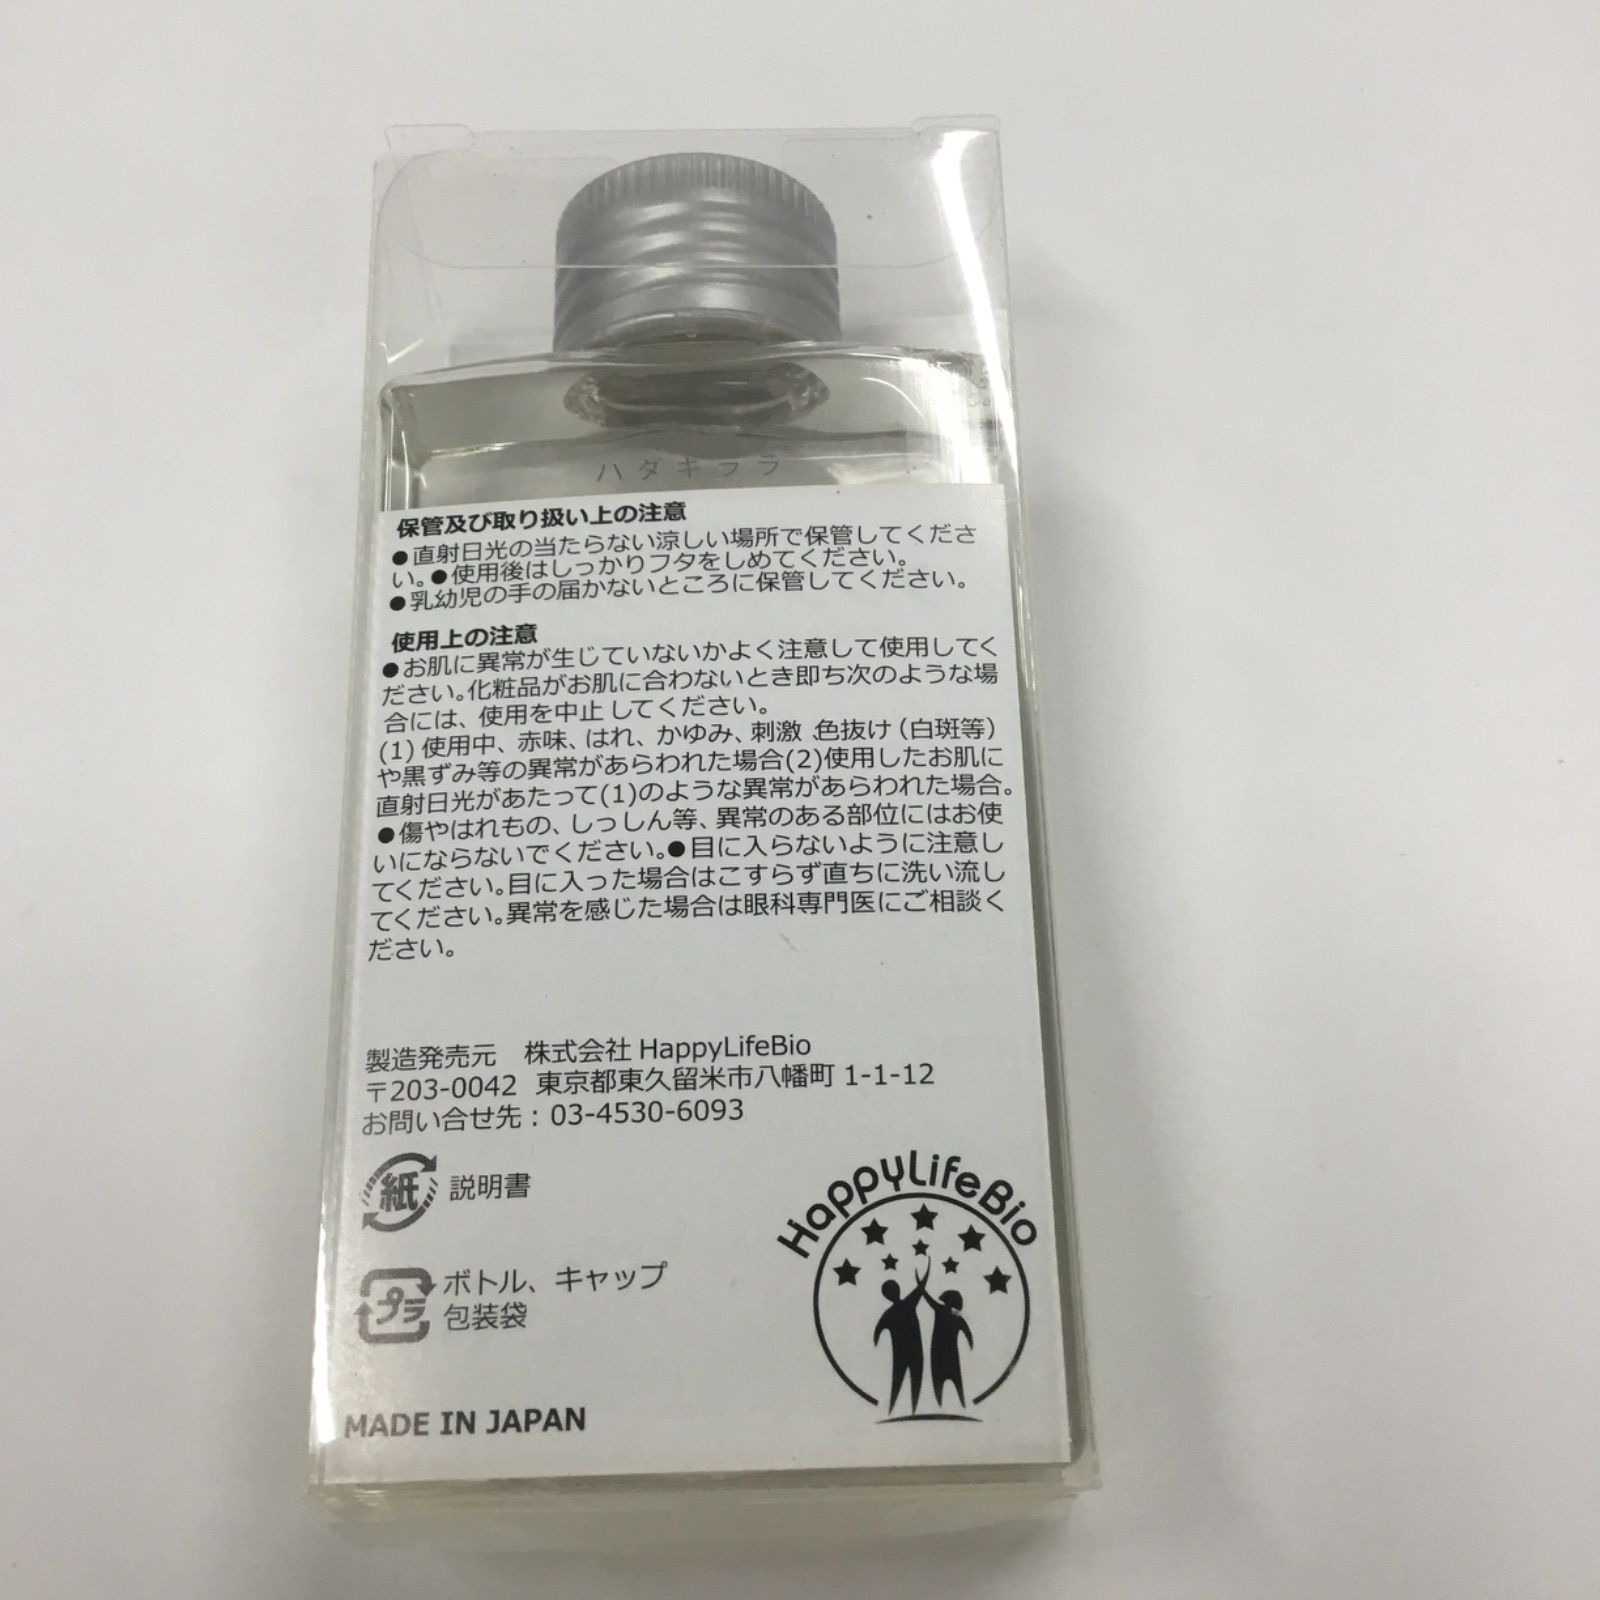 ハダキララ
保管及び取り扱い上の注意
●直射日光の当たらない涼しい場所で保管してくださ
い。●使用後はしっかりフタをしめてください。
●乳幼児の手の届かないところに保管してください。
使用上の注意
●お肌に異常が生じていないかよく注意して使用してく
ださい。化粧品がお肌に合わないとき即ち次のような場
合には、使用を中止してください。
(1) 使用中、赤味、はれ、かゆみ、刺激、色抜け（白斑等）
や黒ずみ等の異常があらわれた場合(2)使用したお肌に
直射日光があたって(1)のような異常があらわれた場合。
●傷やはれもの、しっしん等、異常のある部位にはお使
いにならないでください。●目に入らないように注意し
てください。目に入った場合はこすらず直ちに洗い流し
てください。異常を感じた場合は眼科専門医にご相談く
ださい。
製造発売元 株式会社 HappyLifeBio
〒203-0042 東京都東久留米市八幡町 1-1-12
お問い合せ先：03-4530-6093
紙 説明書
プラ ボトル、キャップ
包装袋
HappyLifeBio
MADE IN JAPAN